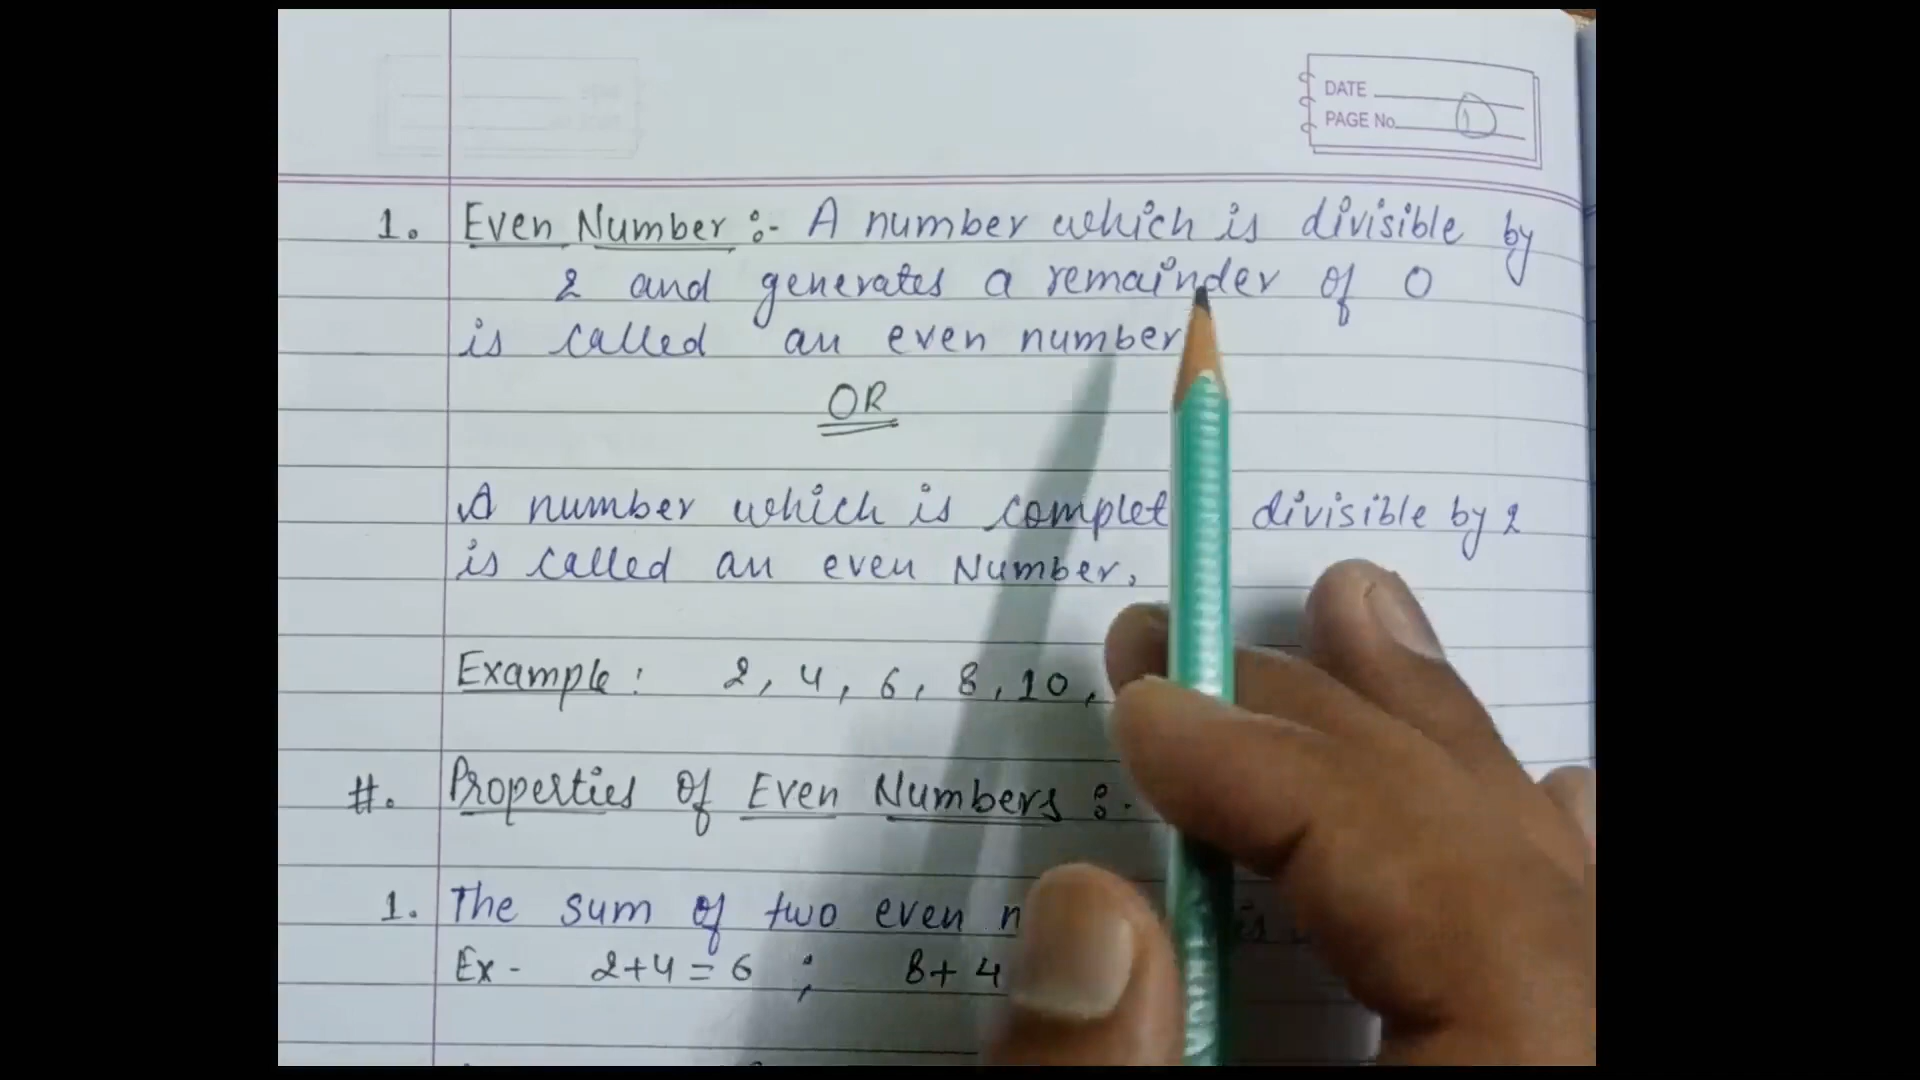 DATE
PAGE No. 1
1. Even Number :- A number which is divisible by
2 and generates a remainder of 0
is called an even number
OR
A number which is complet divisible by 2
is called an even Number.
Example : 2, 4, 6, 8, 10,
#. Properties of Even Numbers :-
1. The sum of two even n is
Ex - 2+4=6 ; 8+4